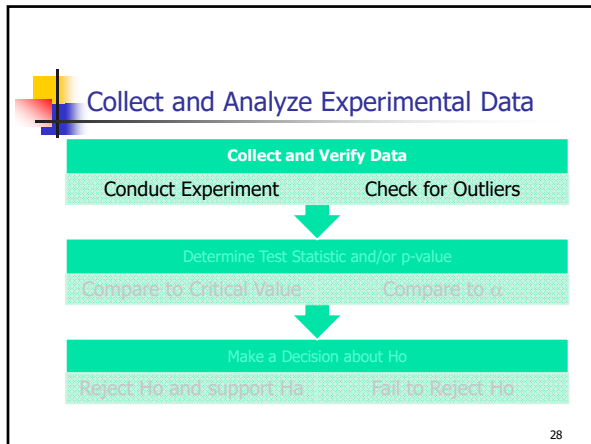 Collect and Analyze Experimental Data
Collect and Verify Data
Conduct Experiment Check for Outliers
Determine Test Statistic and/or p-value
Compare to Critical Value Compare to α
Make a Decision about Ho
Reject Ho and support Ha Fail to Reject Ho
28